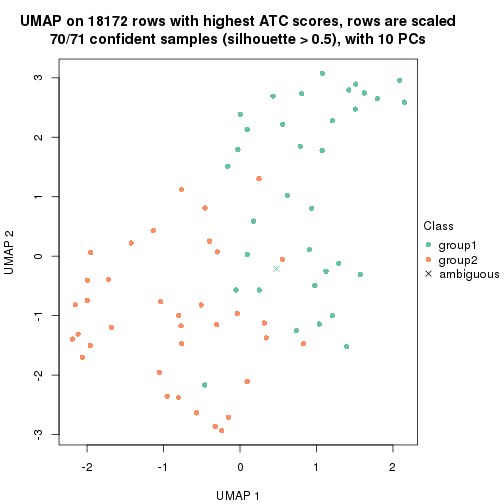 UMAP on 18172 rows with highest ATC scores, rows are scaled
70/71 confident samples (silhouette > 0.5), with 10 PCs
3
2
1
0
-1
-2
-3
UMAP 2
-2
-1
0
1
2
UMAP 1
Class
group1
group2
ambiguous